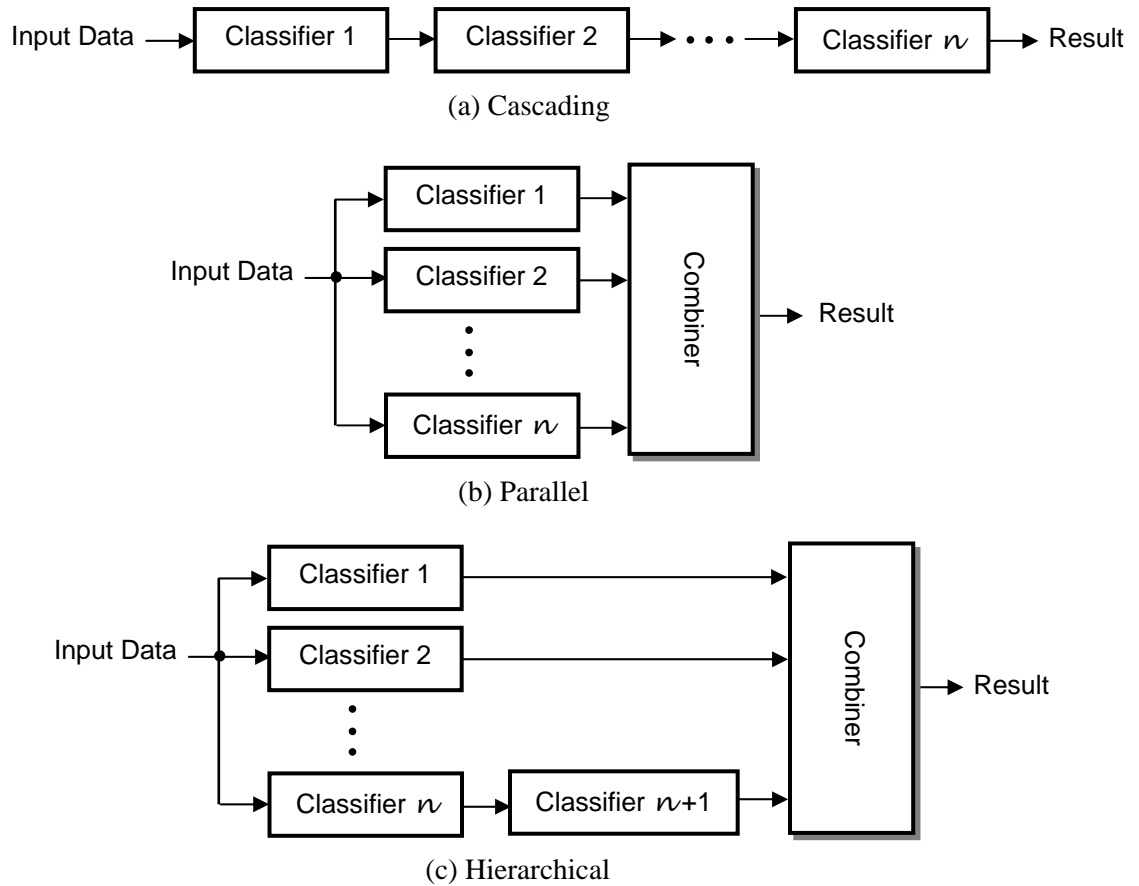 Input Data
Classifier 1
Classifier 2
Classifier n
Result
(a) Cascading
Classifier 1
Input Data
Classifier 2
Classifier n
Combiner
Result
(b) Parallel
Classifier 1
Input Data
Classifier 2
Classifier n
Classifier n+1
Combiner
Result
(c) Hierarchical